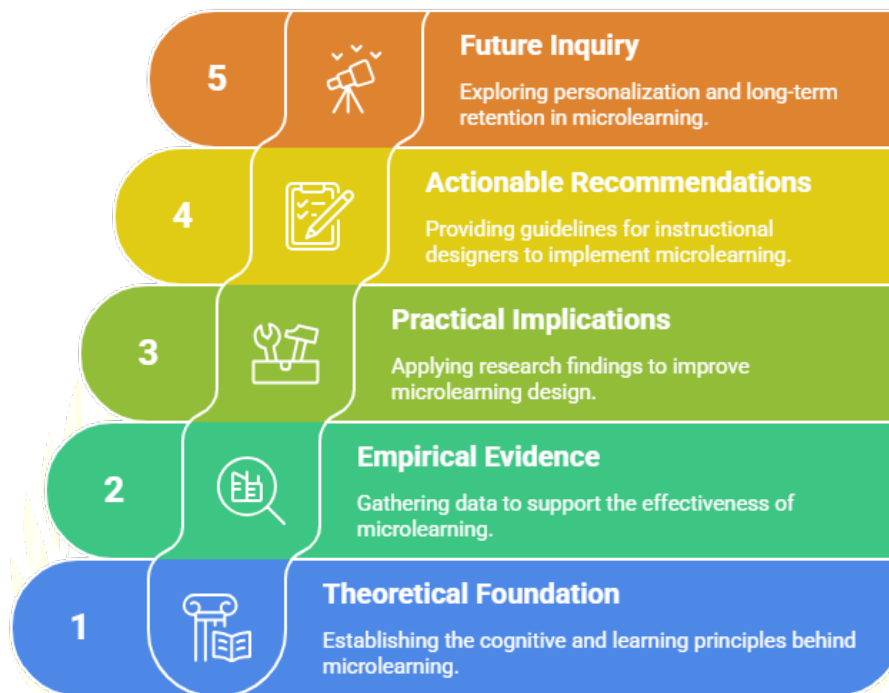 5
Future Inquiry
Exploring personalization and long-term
retention in microlearning.
4
Actionable Recommendations
Providing guidelines for instructional
designers to implement microlearning.
3
Practical Implications
Applying research findings to improve
microlearning design.
2
Empirical Evidence
Gathering data to support the effectiveness of
microlearning.
1
Theoretical Foundation
Establishing the cognitive and learning principles behind
microlearning.